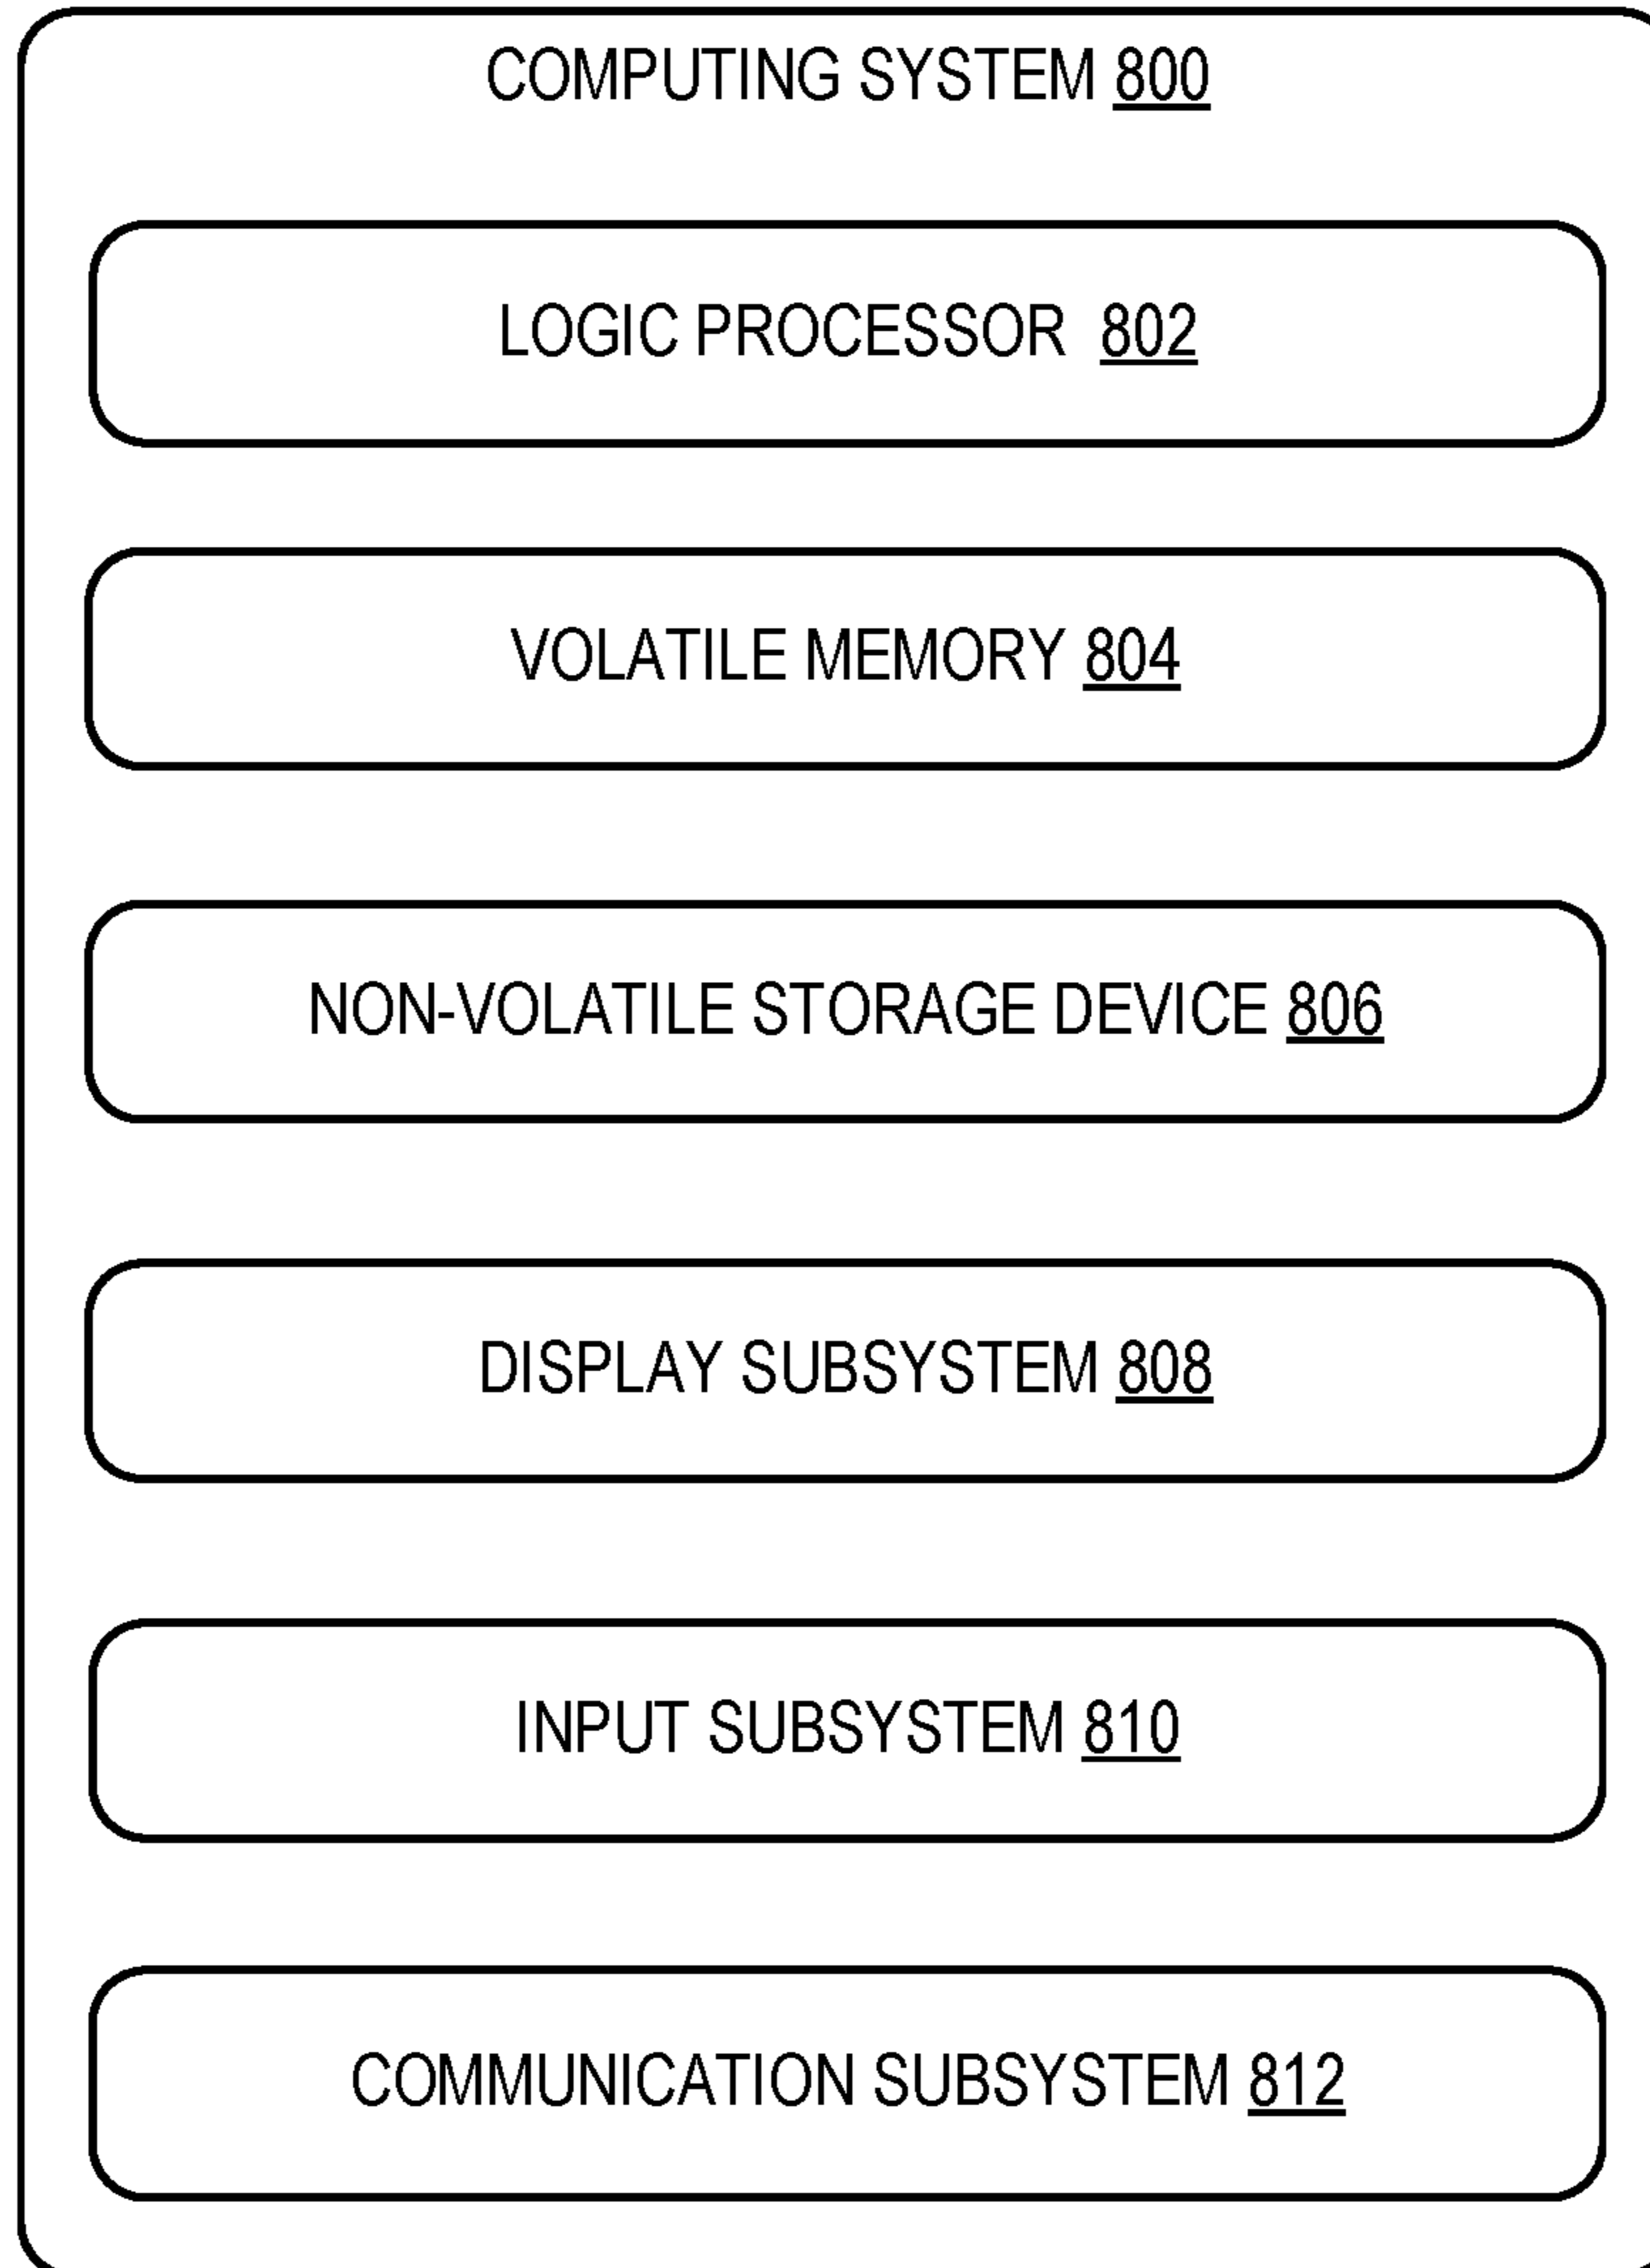 COMPUTING SYSTEM 800
LOGIC PROCESSOR 802
VOLATILE MEMORY 804
NON-VOLATILE STORAGE DEVICE 806
DISPLAY SUBSYSTEM 808
INPUT SUBSYSTEM 810
COMMUNICATION SUBSYSTEM 812